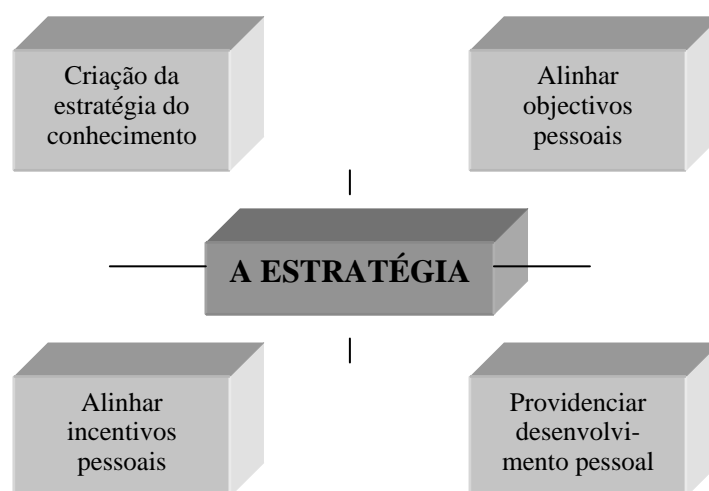 Criação da
estratégia do
conhecimento
Alinhar
objectivos
pessoais
A ESTRATÉGIA
Alinhar
incentivos
pessoais
Providenciar
desenvolvi-
mento pessoal